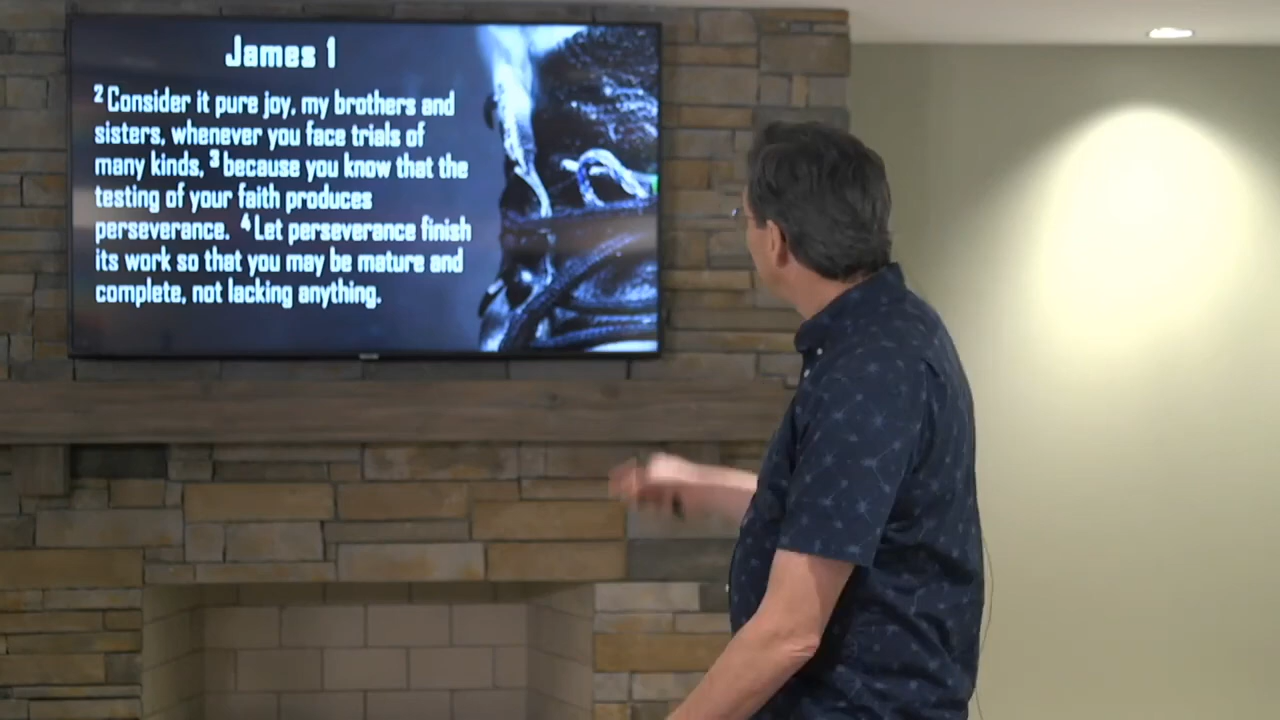 James 1
2 Consider it pure joy, my brothers and
sisters, whenever you face trials of
many kinds, 3 because you know that the
testing of your faith produces
perseverance. 4 Let perseverance finish
its work so that you may be mature and
complete, not lacking anything.